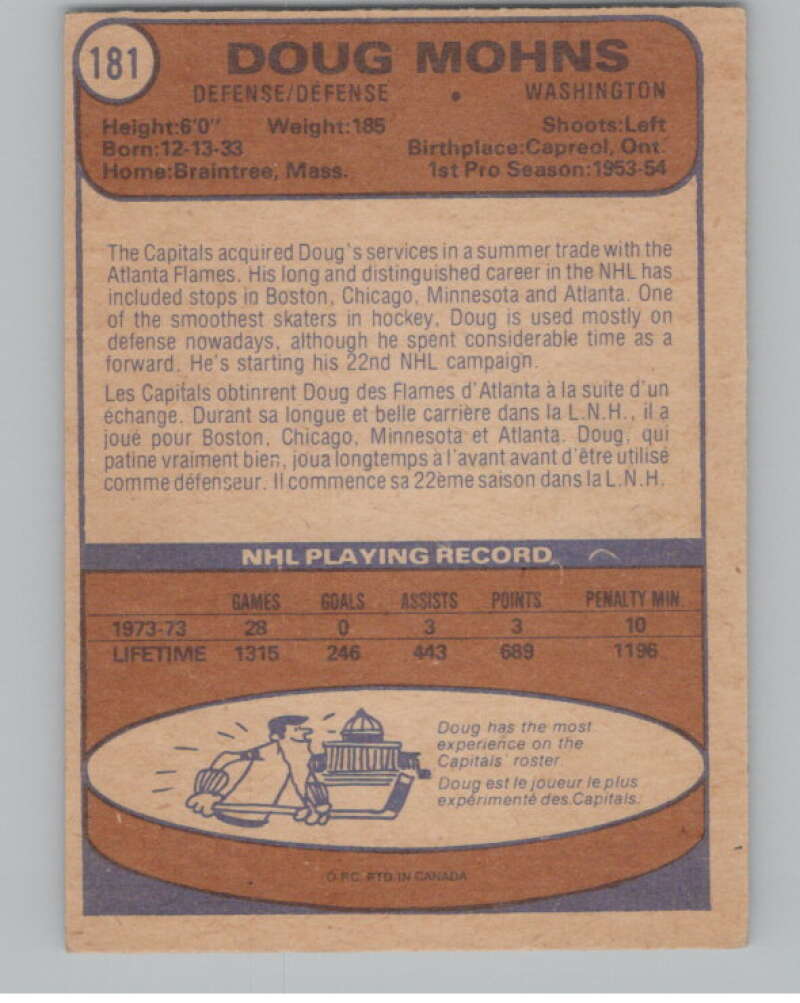 181
DOUG MOHNS
DEFENSE/DÉFENSE • WASHINGTON
Height:6'0" Weight:185 Shoots:Left
Born:12-13-33 Birthplace:Capreol, Ont.
Home:Braintree, Mass. 1st Pro Season:1953-54
The Capitals acquired Doug's services in a summer trade with the
Atlanta Flames. His long and distinguished career in the NHL has
included stops in Boston, Chicago, Minnesota and Atlanta. One
of the smoothest skaters in hockey, Doug is used mostly on
defense nowadays, although he spent considerable time as a
forward. He's starting his 22nd NHL campaign.
Les Capitals obtinrent Doug des Flames d'Atlanta à la suite d'un
échange. Durant sa longue et belle carrière dans la L.N.H., il a
joué pour Boston, Chicago, Minnesota et Atlanta. Doug, qui
patine vraiment bien, joua longtemps à l'avant avant d'être utilisé
comme défenseur. Il commence sa 22ème saison dans la L.N.H.
NHL PLAYING RECORD
GAMES GOALS ASSISTS POINTS PENALTY MIN.
1973-73 28 0 3 3 10
LIFETIME 1315 246 443 689 1196
Doug has the most
experience on the
Capitals' roster.
Doug est le joueur le plus
expérimenté des Capitals.
O.P.C. PTD. IN CANADA